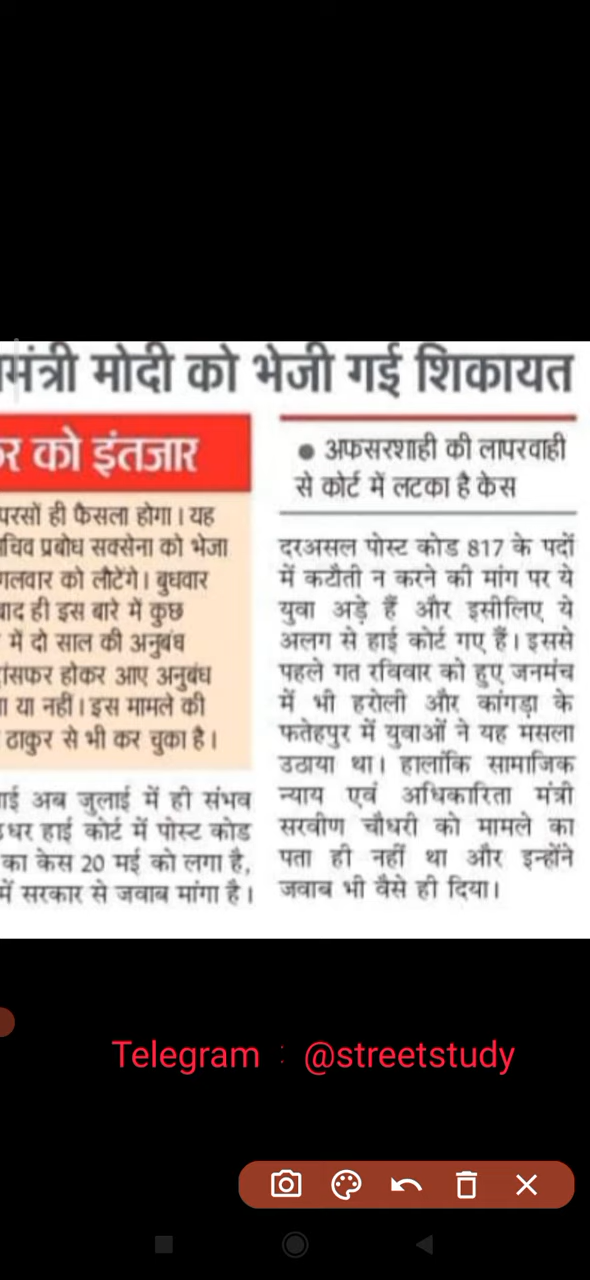 मंत्री मोदी को भेजी गई शिकायत
र को इंतजार
परसों ही फैसला होगा। यह
चिव प्रबोध सक्सेना को भेजा
गलवार को लौटेंगे। बुधवार
बाद ही इस बारे में कुछ
में दो साल की अनुबंध
होकर आए अनुबंध
या नहीं। इस मामले की
ठाकुर से भी कर चुका है।
अब जुलाई में ही संभव
धर हाई कोर्ट में पोस्ट कोड
का केस 20 मई को लगा है,
में सरकार से जवाब मांगा है।
● अफसरशाही की लापरवाही
से कोर्ट में लटका है केस
दरअसल पोस्ट कोड 817 के पदों
में कटौती न करने की मांग पर ये
युवा अड़े हैं और इसीलिए ये
अलग से हाई कोर्ट गए हैं। इससे
पहले गत रविवार को हुए जनमंच
में भी हरोली और कांगड़ा के
फतेहपुर में युवाओं ने यह मसला
उठाया था। हालांकि सामाजिक
न्याय एवं अधिकारिता मंत्री
सरवीण चौधरी को मामले का
पता ही नहीं था और इन्होंने
जवाब भी वैसे ही दिया।
Telegram : @streetstudy